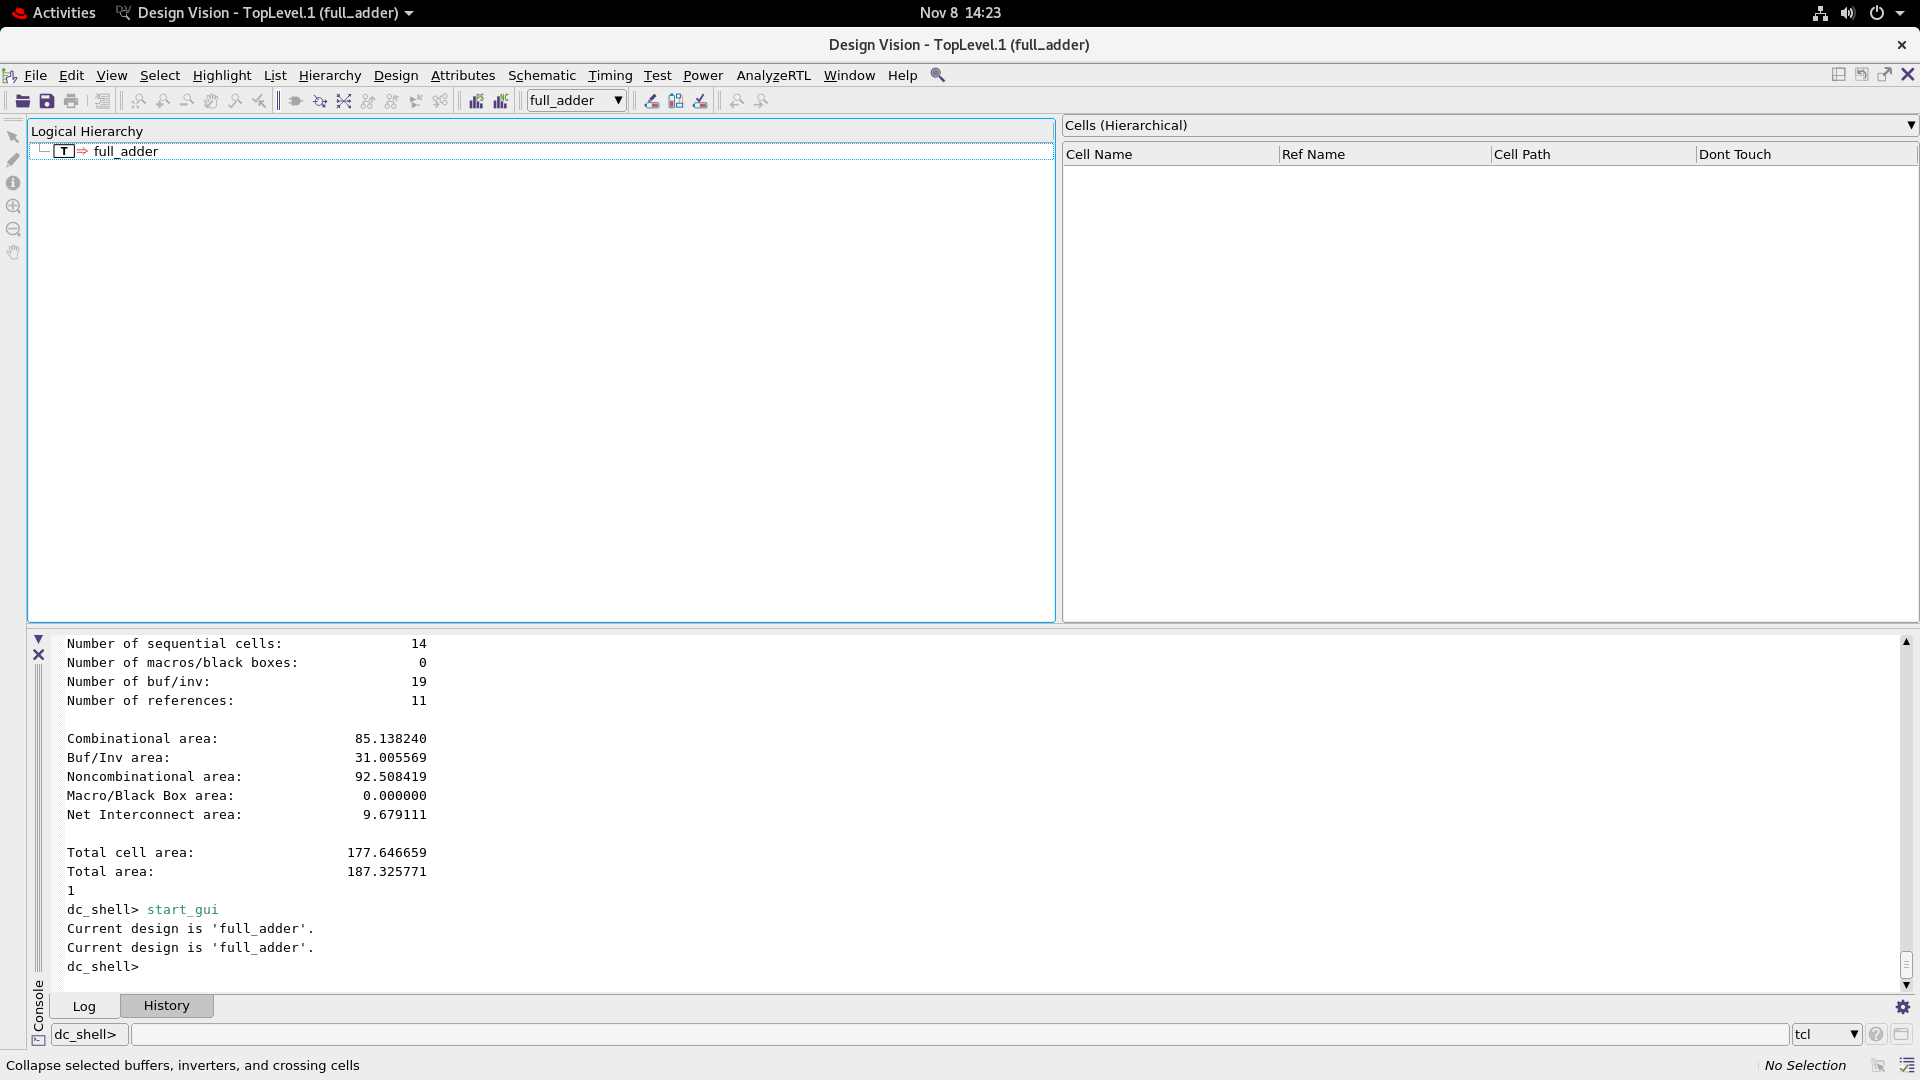 Activities Design Vision - TopLevel.1 (full_adder) Nov 8 14:23
Design Vision - TopLevel.1 (full_adder)
File Edit View Select Highlight List Hierarchy Design Attributes Schematic Timing Test Power AnalyzeRTL Window Help
full_adder
Logical Hierarchy
T full_adder
Cells (Hierarchical)
Cell Name Ref Name Cell Path Dont Touch
Number of sequential cells: 14
Number of macros/black boxes: 0
Number of buf/inv: 19
Number of references: 11
Combinational area: 85.138240
Buf/Inv area: 31.005569
Noncombinational area: 92.508419
Macro/Black Box area: 0.000000
Net Interconnect area: 9.679111
Total cell area: 177.646659
Total area: 187.325771
1
dc_shell> start_gui
Current design is 'full_adder'.
Current design is 'full_adder'.
dc_shell>
Console
Log History
dc_shell> tcl
Collapse selected buffers, inverters, and crossing cells No Selection